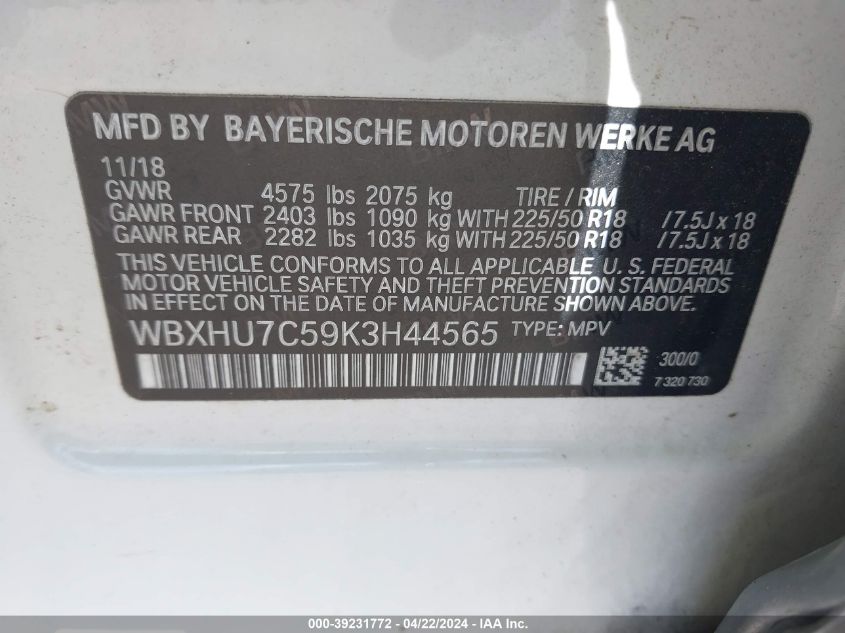 MFD BY BAYERISCHE MOTOREN WERKE AG
11/18
GVWR 4575 lbs 2075 kg TIRE / RIM
GAWR FRONT 2403 lbs 1090 kg WITH 225/50 R18 /7.5J x 18
GAWR REAR 2282 lbs 1035 kg WITH 225/50 R18 /7.5J x 18
THIS VEHICLE CONFORMS TO ALL APPLICABLE U. S. FEDERAL
MOTOR VEHICLE SAFETY AND THEFT PREVENTION STANDARDS
IN EFFECT ON THE DATE OF MANUFACTURE SHOWN ABOVE.
WBXHU7C59K3H44565 TYPE: MPV
300/0
7 320 730
000-39231772 - 04/22/2024 - IAA Inc.